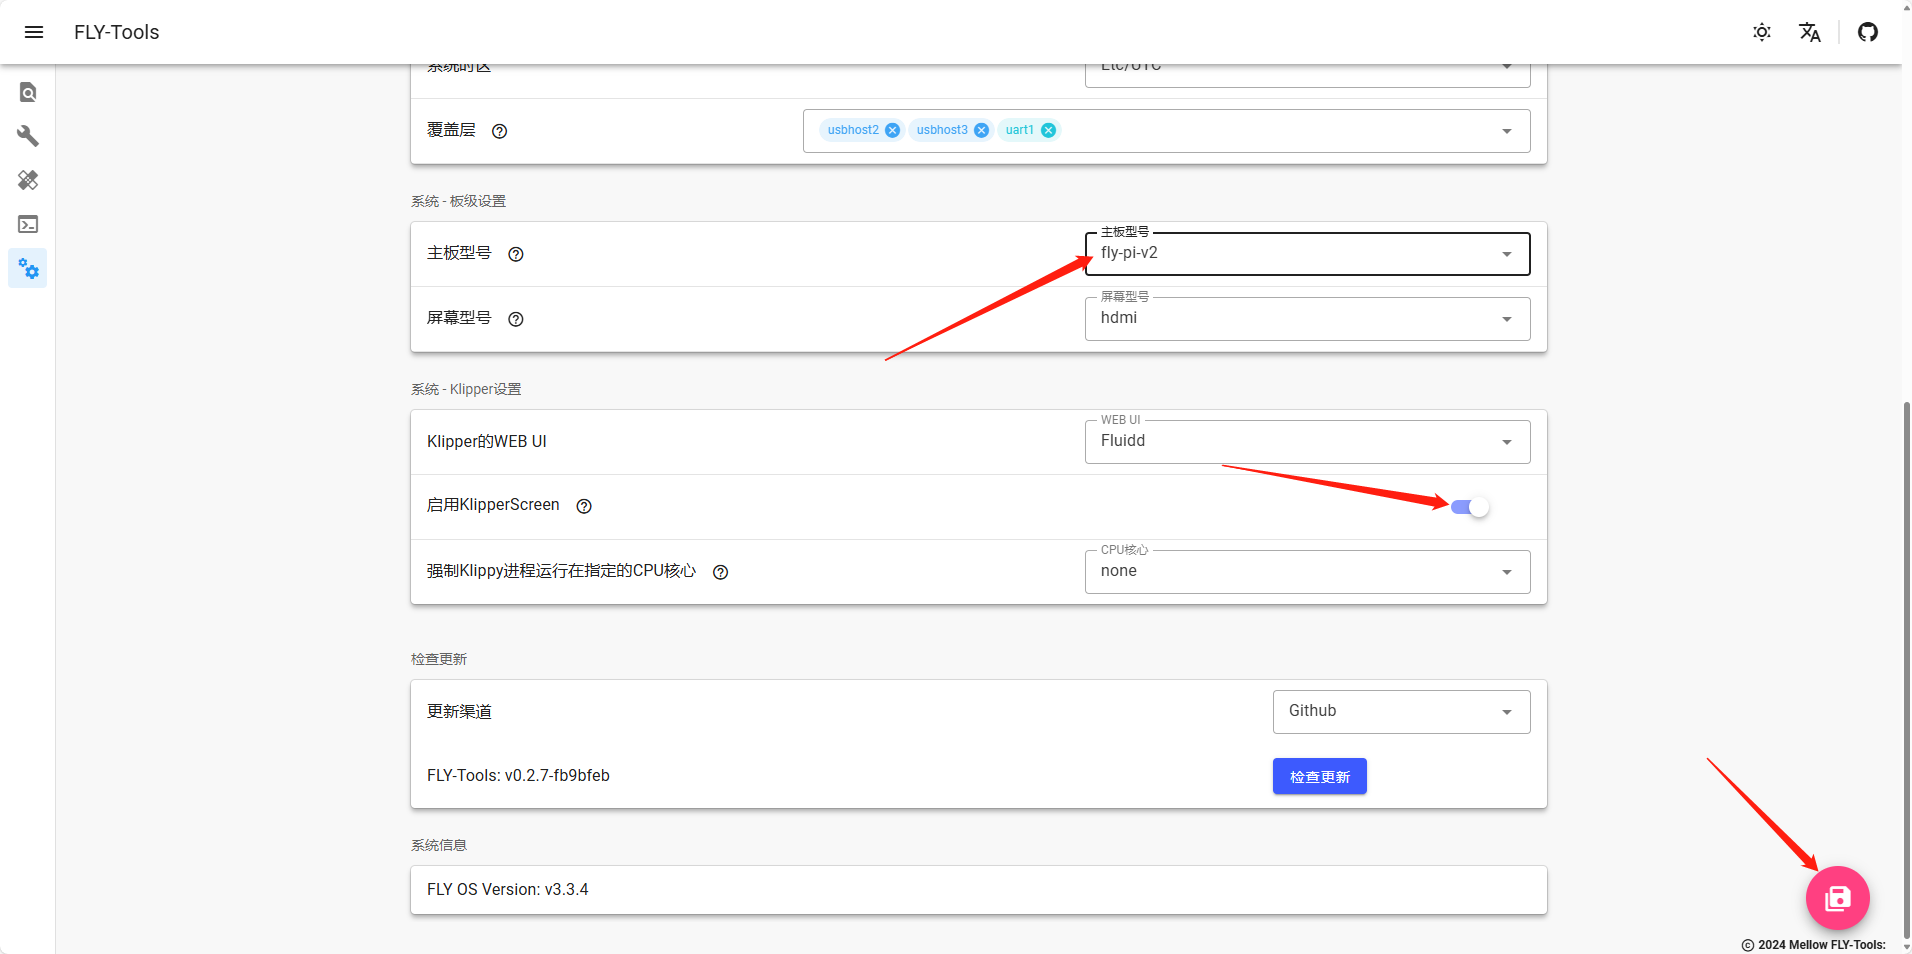 FLY-Tools
系统时区
Etc/UTC
覆盖层
usbhost2 usbhost3 uart1
系统 - 板级设置
主板型号
主板型号
fly-pi-v2
屏幕型号
屏幕型号
hdmi
系统 - Klipper设置
Klipper的WEB UI
WEB UI
Fluidd
启用KlipperScreen
强制Klippy进程运行在指定的CPU核心
CPU核心
none
检查更新
更新渠道
Github
FLY-Tools: v0.2.7-fb9bfeb
检查更新
系统信息
FLY OS Version: v3.3.4
© 2024 Mellow FLY-Tools: